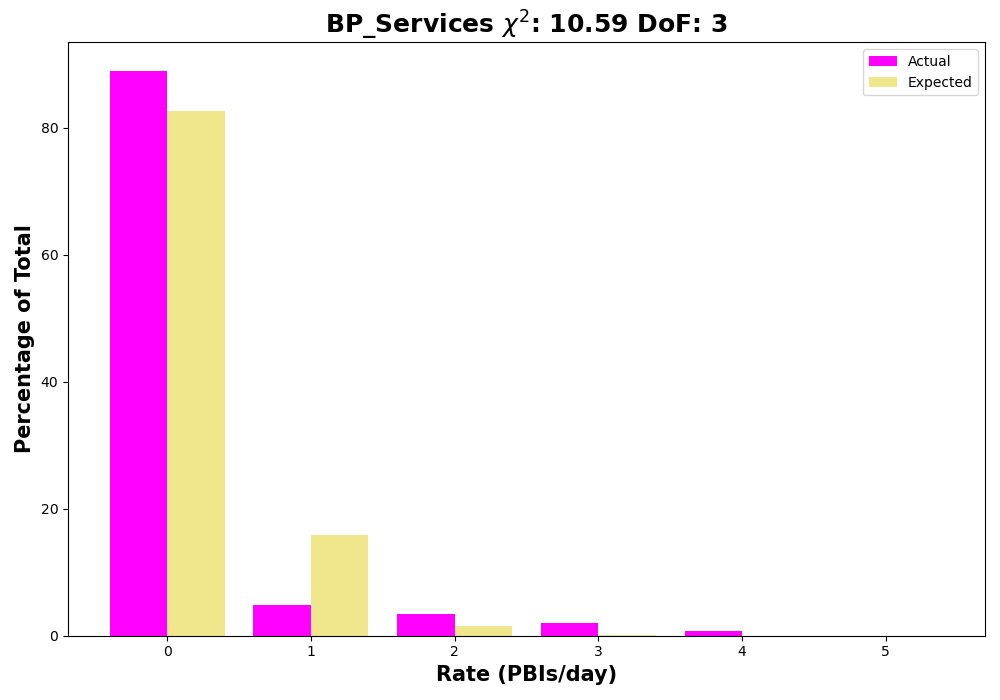 BP_Services χ²: 10.59 DoF: 3
Actual
Expected
Percentage of Total
80
60
40
20
0
0 1 2 3 4 5
Rate (PBIs/day)